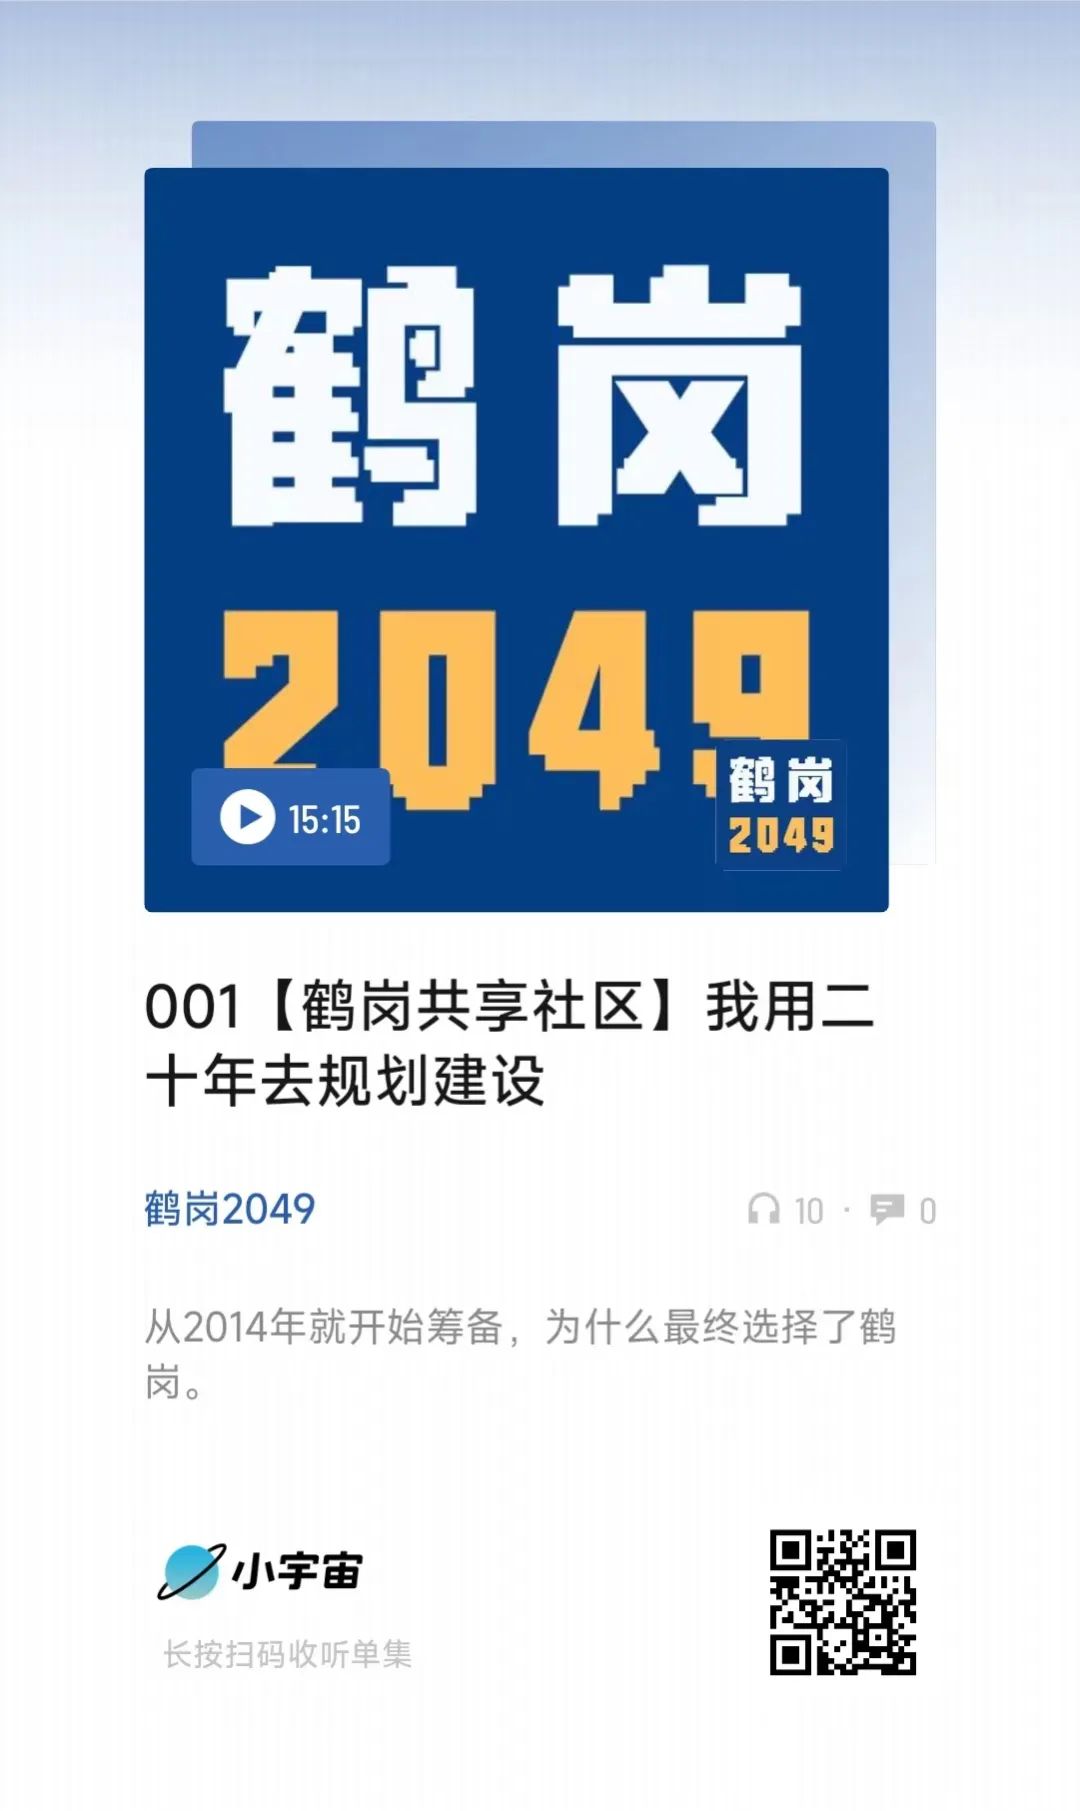 鹤岗
2049
15:15
鹤岗
2049
001【鹤岗共享社区】我用二
十年去规划建设
鹤岗2049
10 · 0
从2014年就开始筹备，为什么最终选择了鹤
岗。
小宇宙
长按扫码收听单集